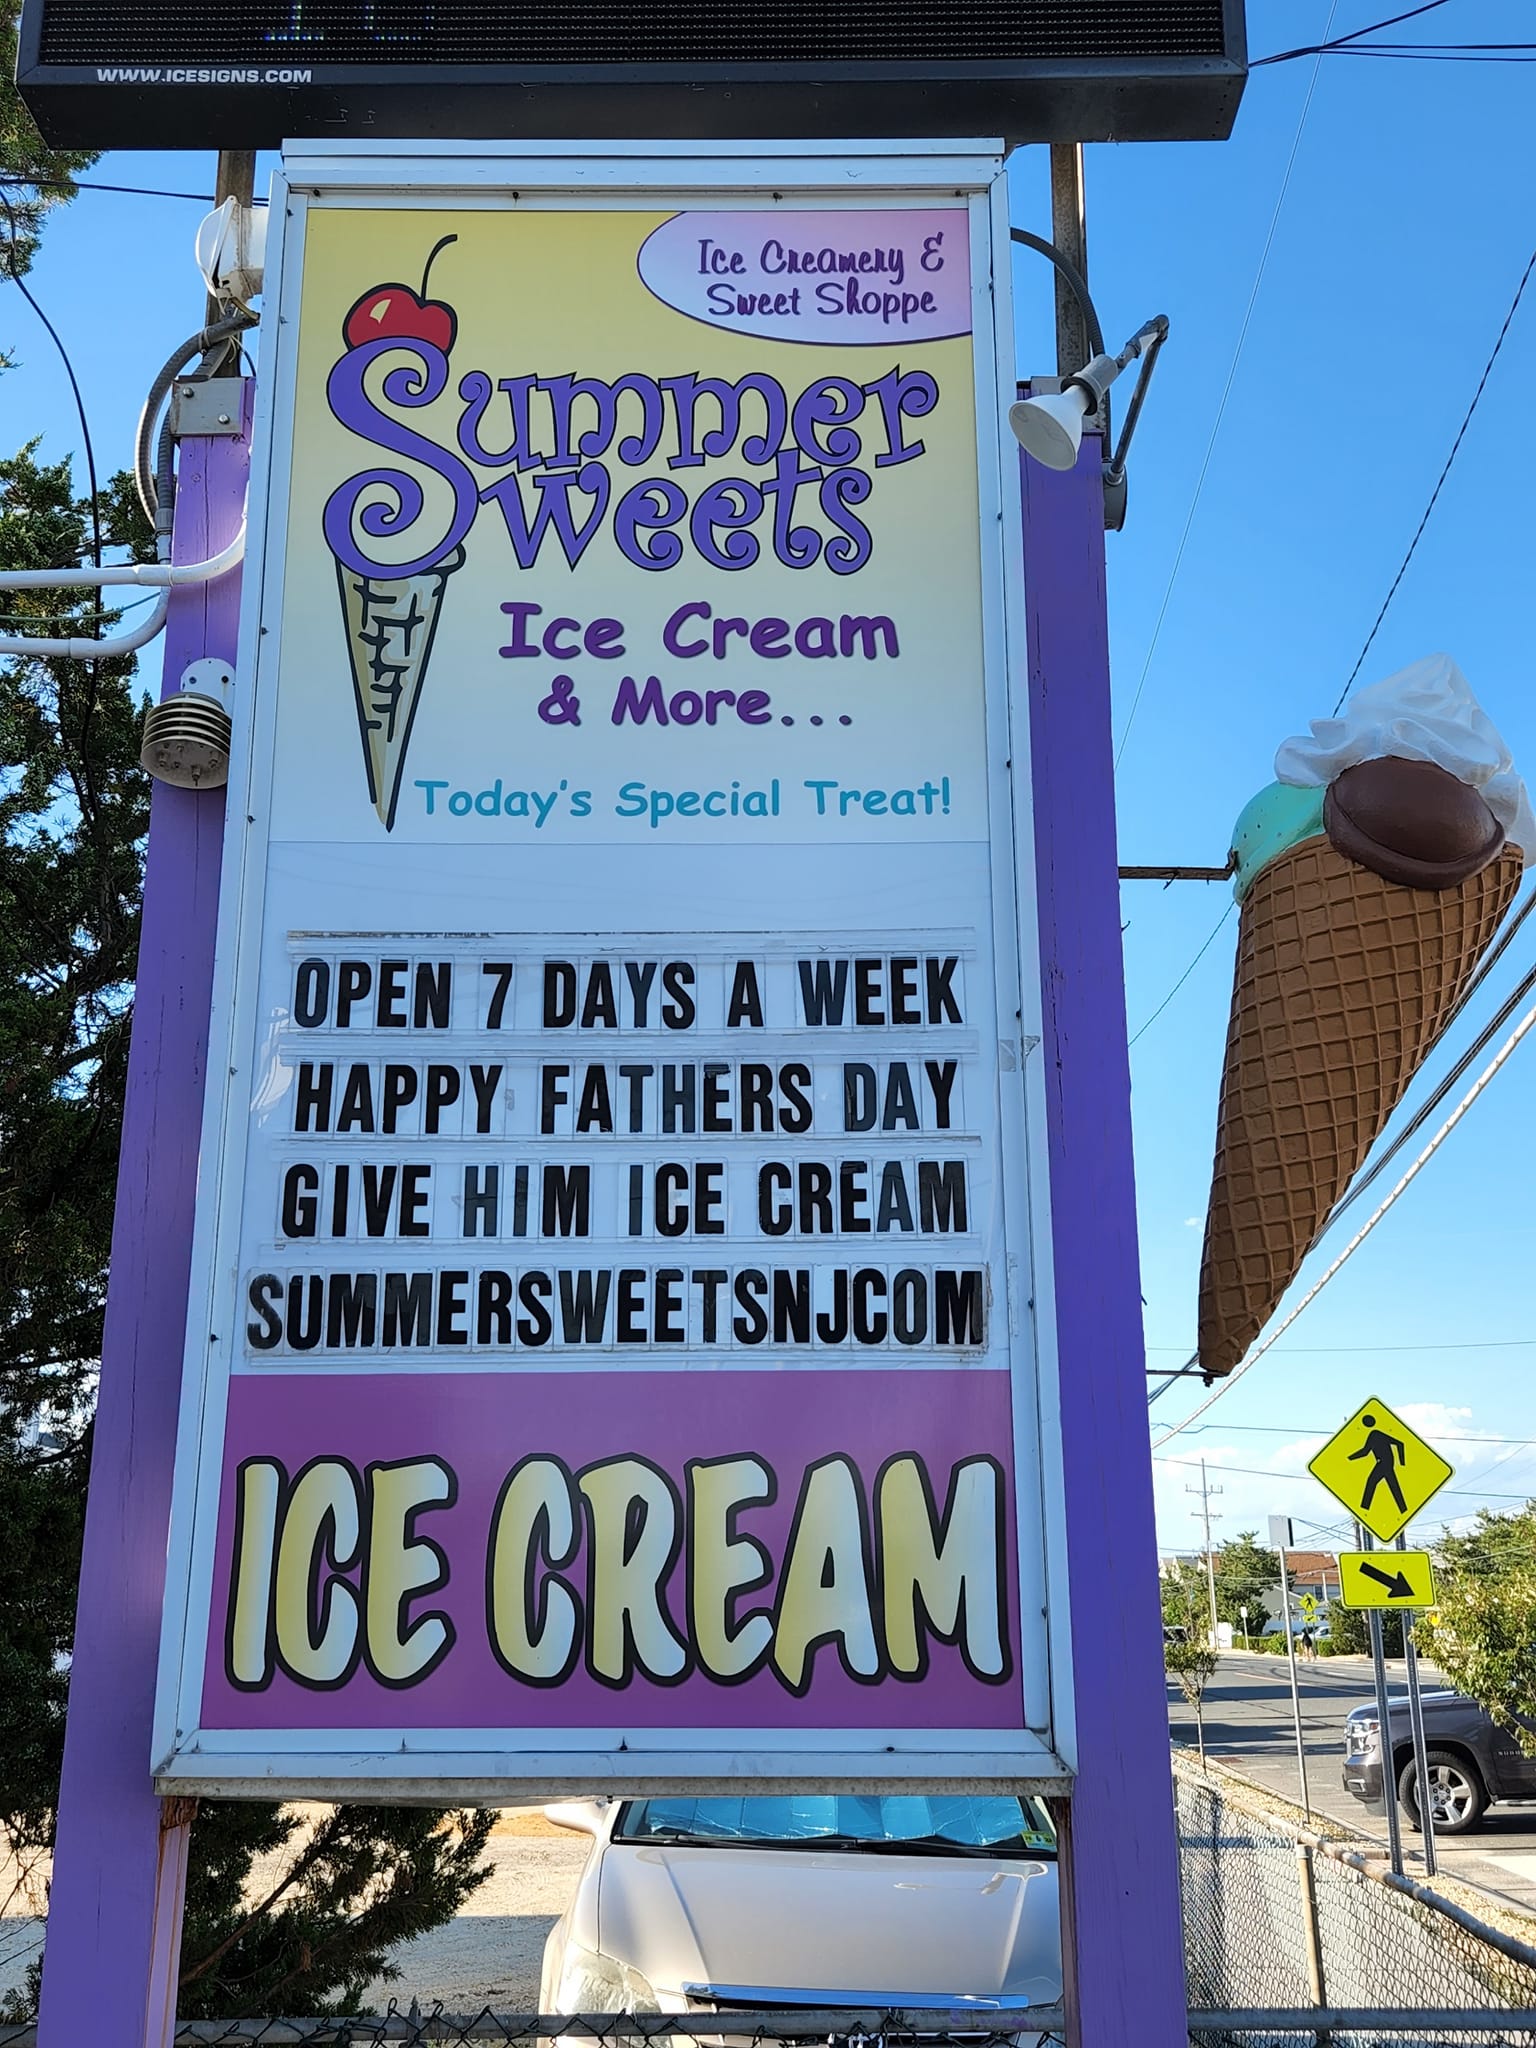 WWW.ICESIGNS.COM
Ice Creamery &
Sweet Shoppe
Summer
Sweets
Ice Cream
& More...
Today's Special Treat!
OPEN 7 DAYS A WEEK
HAPPY FATHERS DAY
GIVE HIM ICE CREAM
SUMMERSWEETSNJCOM
ICE CREAM